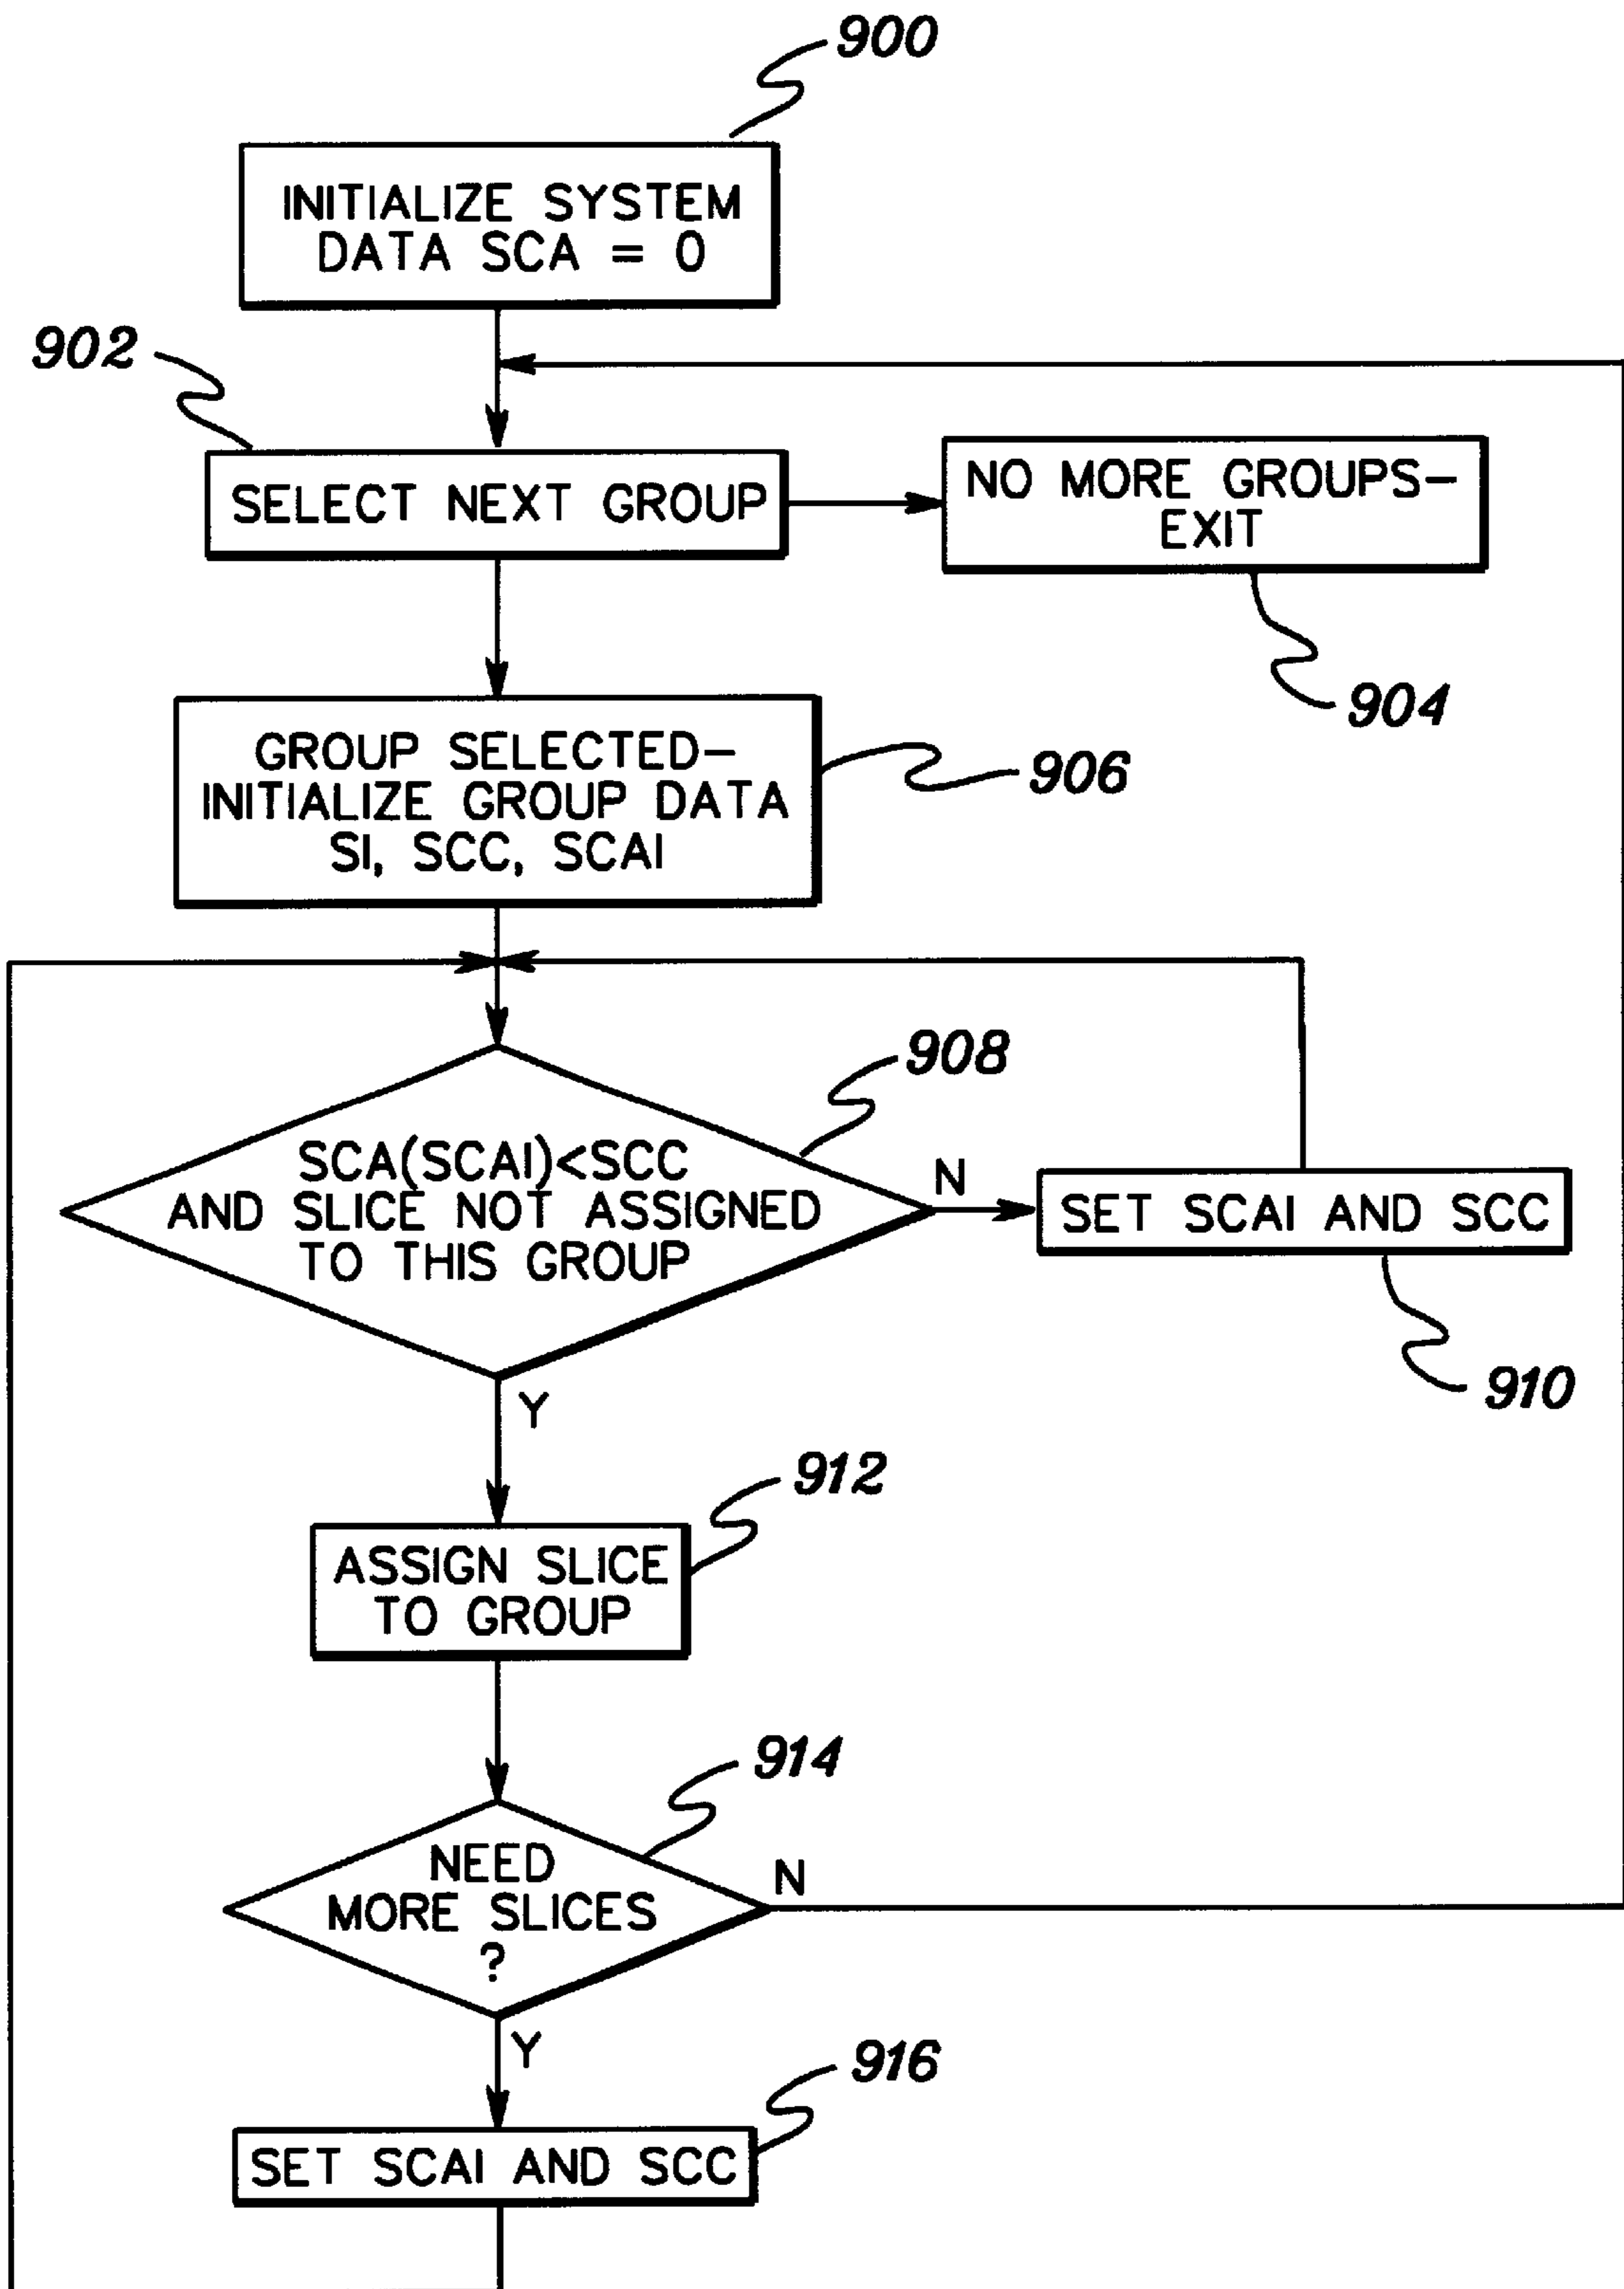 900
INITIALIZE SYSTEM
DATA SCA = 0
902
SELECT NEXT GROUP
NO MORE GROUPS-
EXIT
904
GROUP SELECTED-
INITIALIZE GROUP DATA
SI, SCC, SCAI
906
908
SCA(SCAI)<SCC
AND SLICE NOT ASSIGNED
TO THIS GROUP
N
SET SCAI AND SCC
910
Y
912
ASSIGN SLICE
TO GROUP
914
NEED
MORE SLICES
?
N
Y
916
SET SCAI AND SCC